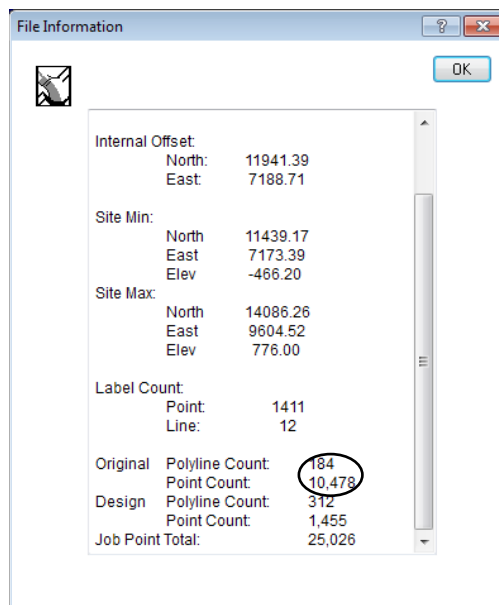 File Information
OK
Internal Offset:
North: 11941.39
East: 7188.71
Site Min:
North 11439.17
East 7173.39
Elev -466.20
Site Max:
North 14086.26
East 9604.52
Elev 776.00
Label Count:
Point: 1411
Line: 12
Original Polyline Count: 184
Point Count: 10,478
Design Polyline Count: 312
Point Count: 1,455
Job Point Total: 25,026